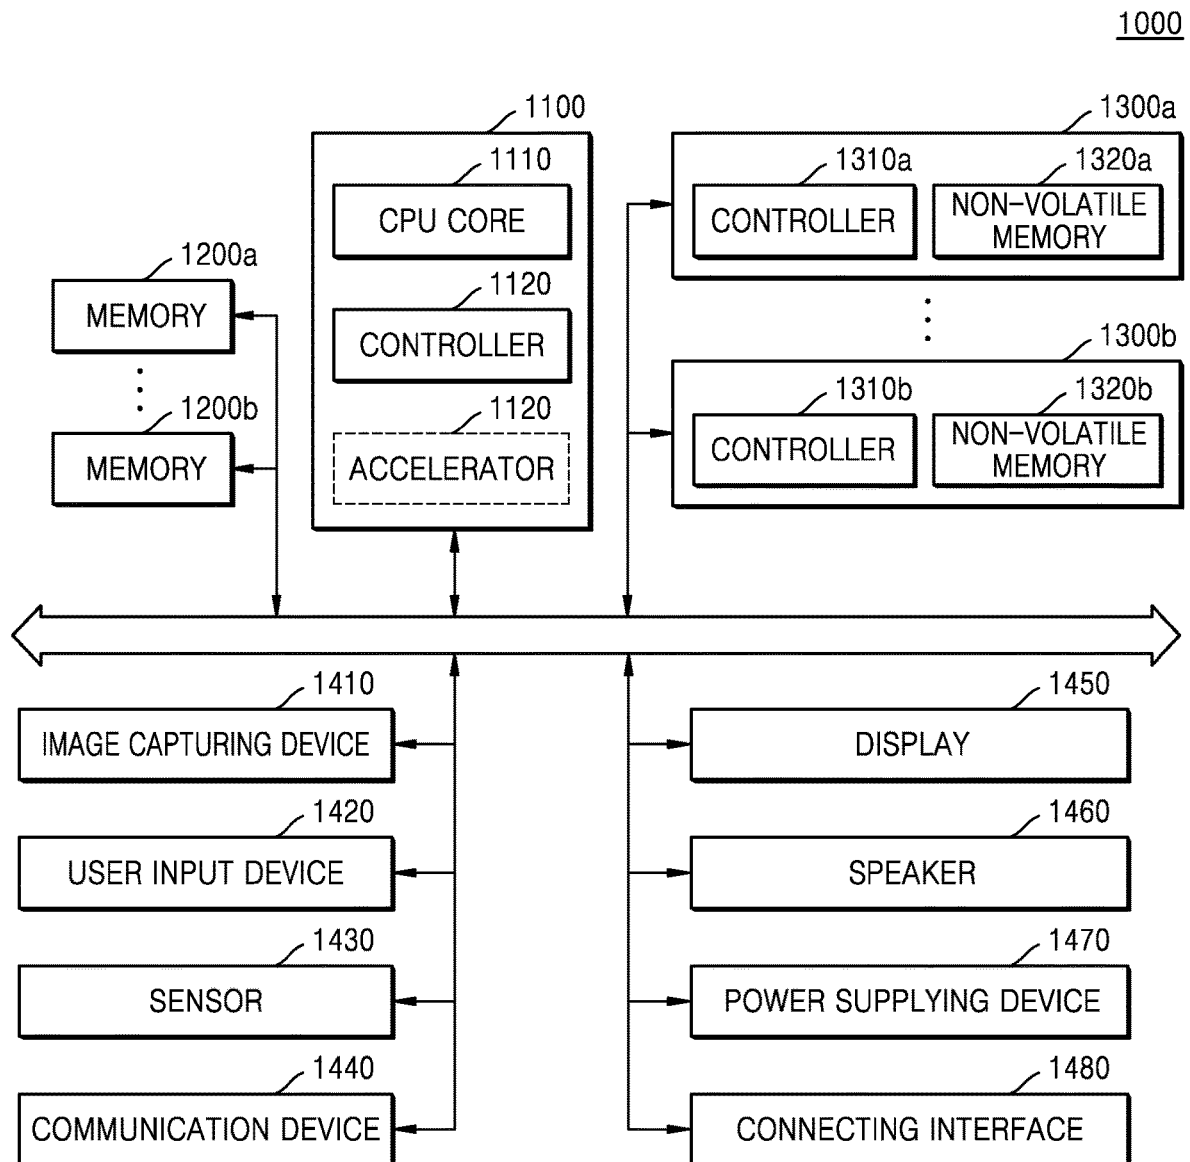 1000
1100
1110
CPU CORE
1120
CONTROLLER
1120
ACCELERATOR
1200a
MEMORY
1200b
MEMORY
1300a
1310a
CONTROLLER
1320a
NON-VOLATILE
MEMORY
1300b
1310b
CONTROLLER
1320b
NON-VOLATILE
MEMORY
1410
IMAGE CAPTURING DEVICE
1420
USER INPUT DEVICE
1430
SENSOR
1440
COMMUNICATION DEVICE
1450
DISPLAY
1460
SPEAKER
1470
POWER SUPPLYING DEVICE
1480
CONNECTING INTERFACE